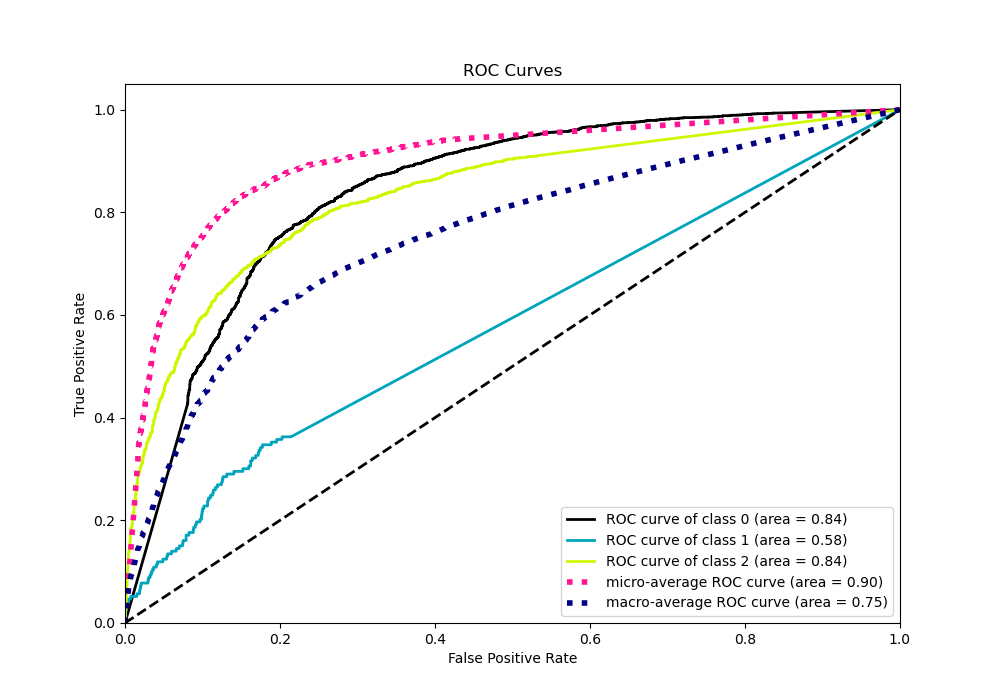 ROC Curves
True Positive Rate
1.0
0.8
0.6
0.4
0.2
0.0
0.0 0.2 0.4 0.6 0.8 1.0
False Positive Rate
ROC curve of class 0 (area = 0.84)
ROC curve of class 1 (area = 0.58)
ROC curve of class 2 (area = 0.84)
micro-average ROC curve (area = 0.90)
macro-average ROC curve (area = 0.75)